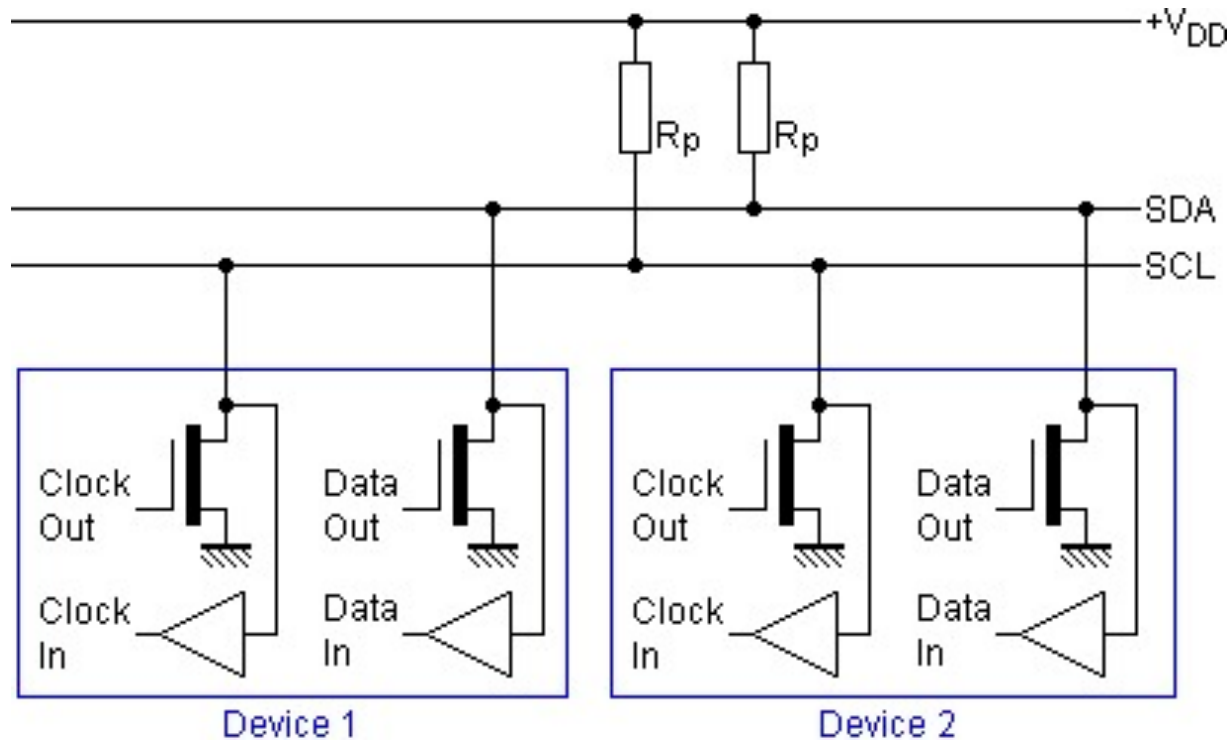 +VDD
Rp
Rp
SDA
SCL
Clock
Out
Data
Out
Clock
In
Data
In
Clock
Out
Data
Out
Clock
In
Data
In
Device 1
Device 2